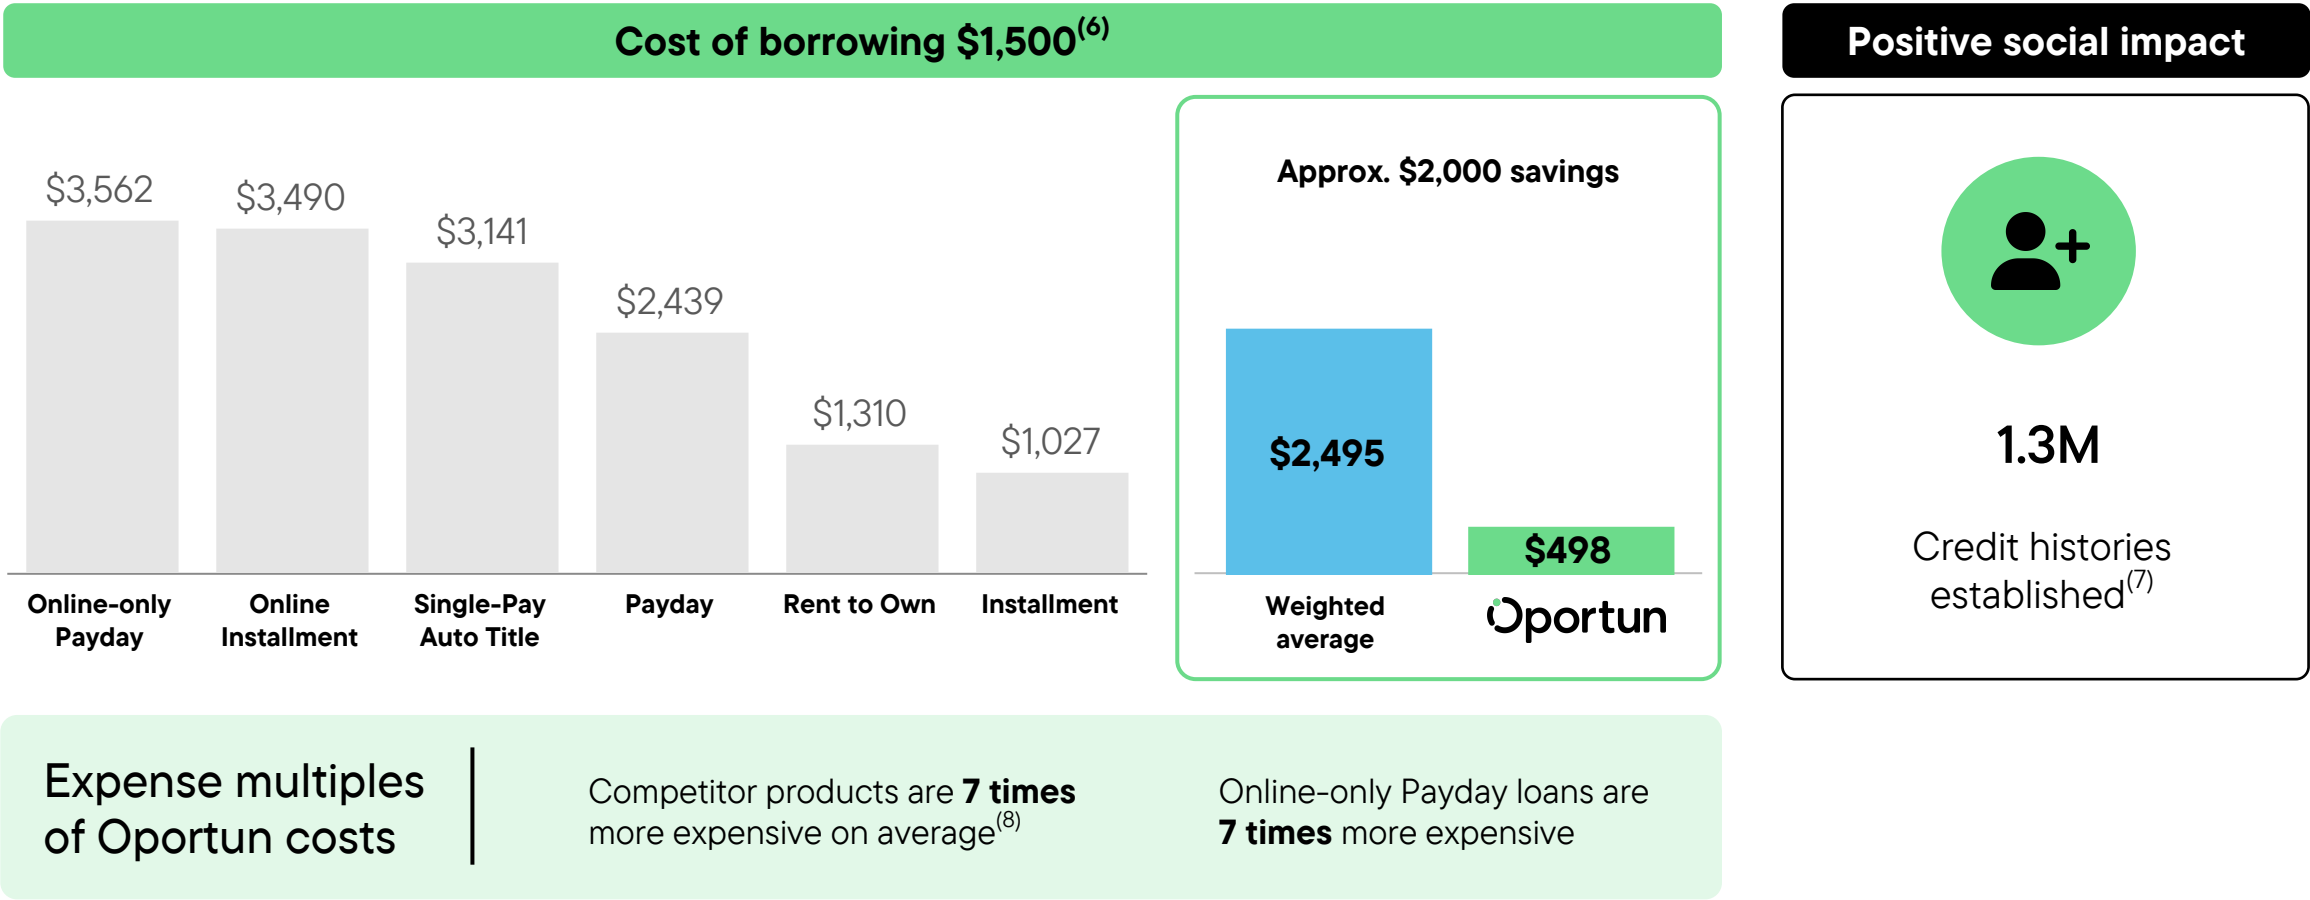 Cost of borrowing $1,500(6)
Positive social impact
$3,562
$3,490
$3,141
$2,439
$1,310
$1,027
Online-only
Payday
Online
Installment
Single-Pay
Auto Title
Payday
Rent to Own
Installment
Approx. $2,000 savings
$2,495
$498
Weighted
average
Oportun
1.3M
Credit histories
established(7)
Expense multiples
of Oportun costs
Competitor products are 7 times
more expensive on average(8)
Online-only Payday loans are
7 times more expensive